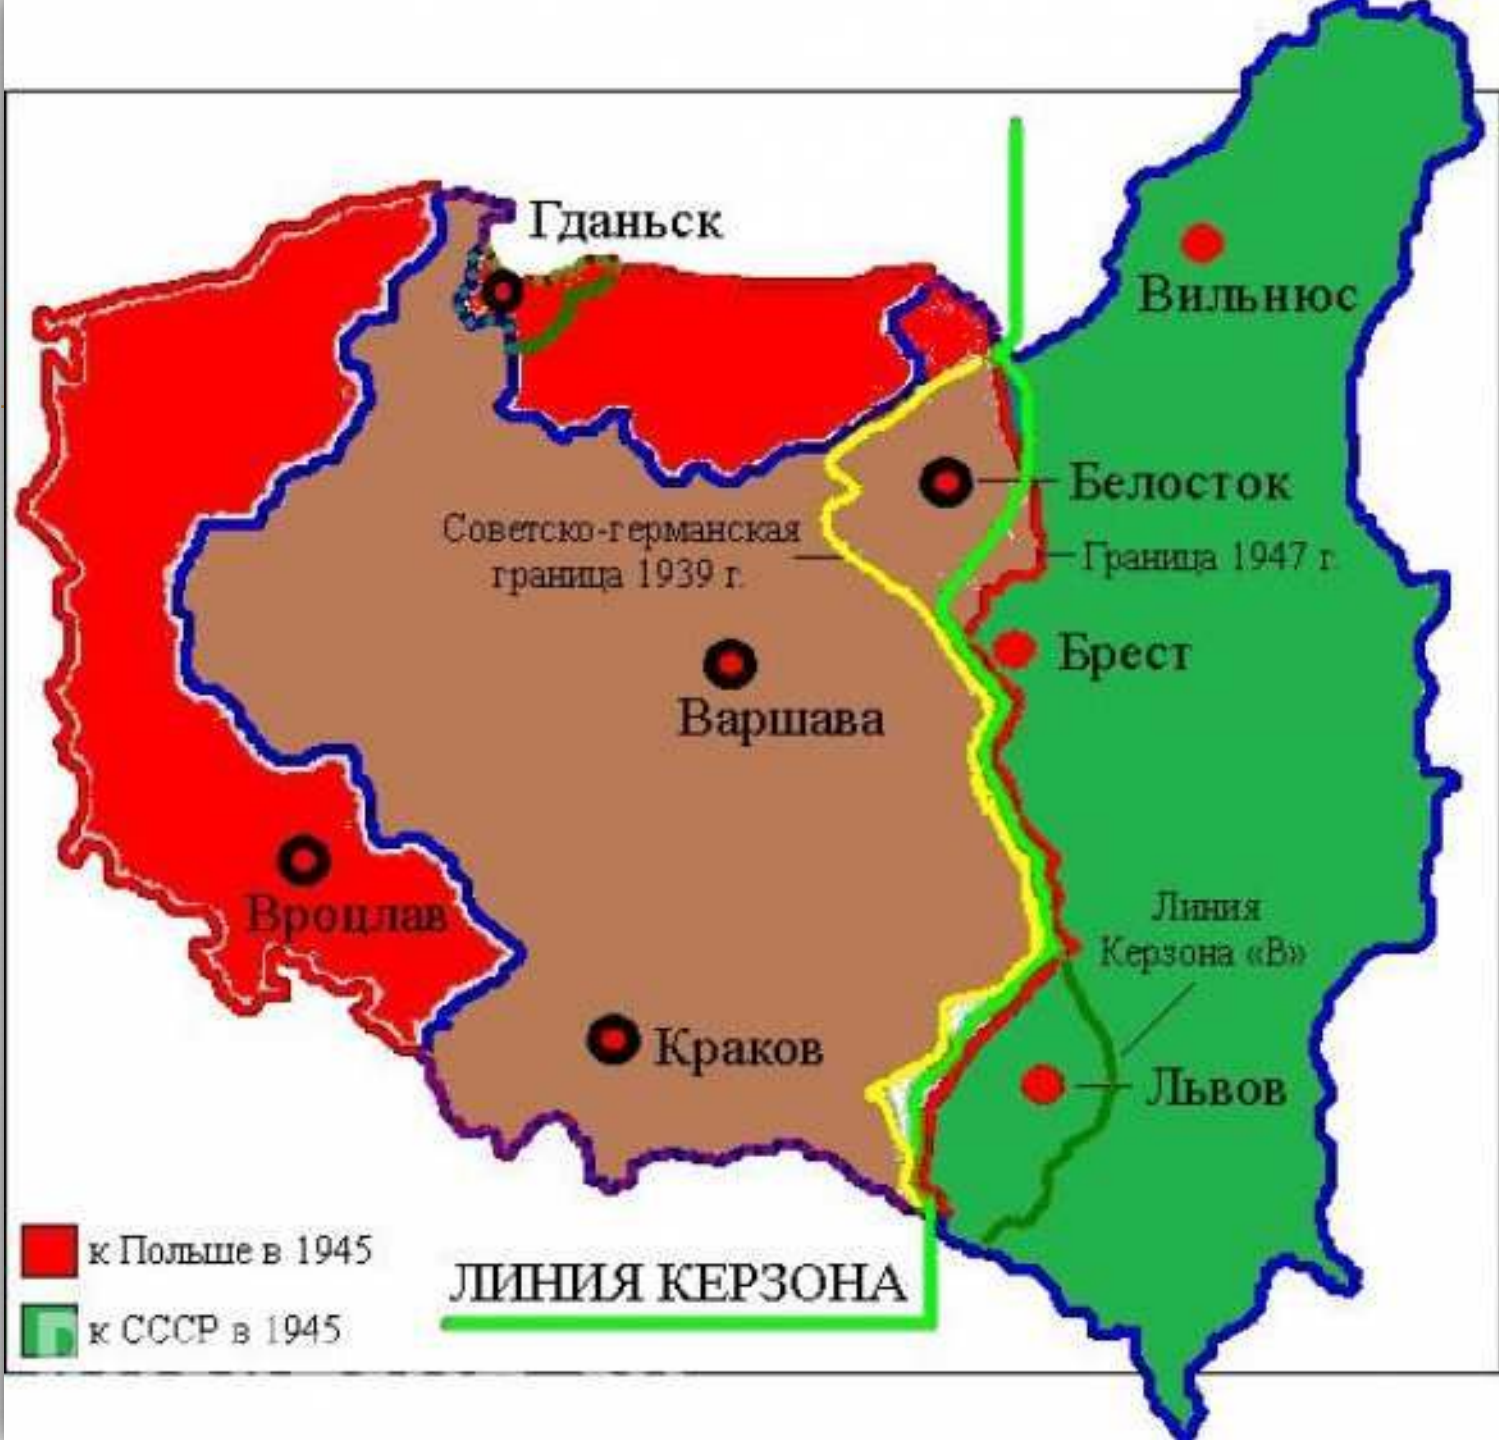 Гданьск
Вильнюс
Белосток
Советско-германская
граница 1939 г.
Граница 1947 г.
Брест
Варшава
Вроцлав
Линия
Керзона «В»
Краков
Львов
к Польше в 1945
ЛИНИЯ КЕРЗОНА
к СССР в 1945